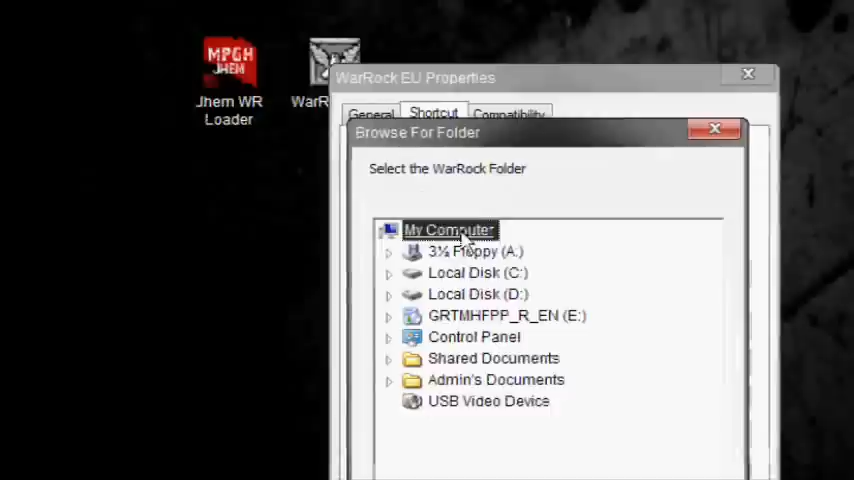 MPGH
JHEM
Jhem WR
Loader
WarR
WarRock EU Properties
General
Shortcut
Compatibility
Browse For Folder
Select the WarRock Folder
My Computer
3½ Floppy (A:)
Local Disk (C:)
Local Disk (D:)
GRTMHFPP_R_EN (E:)
Control Panel
Shared Documents
Admin's Documents
USB Video Device